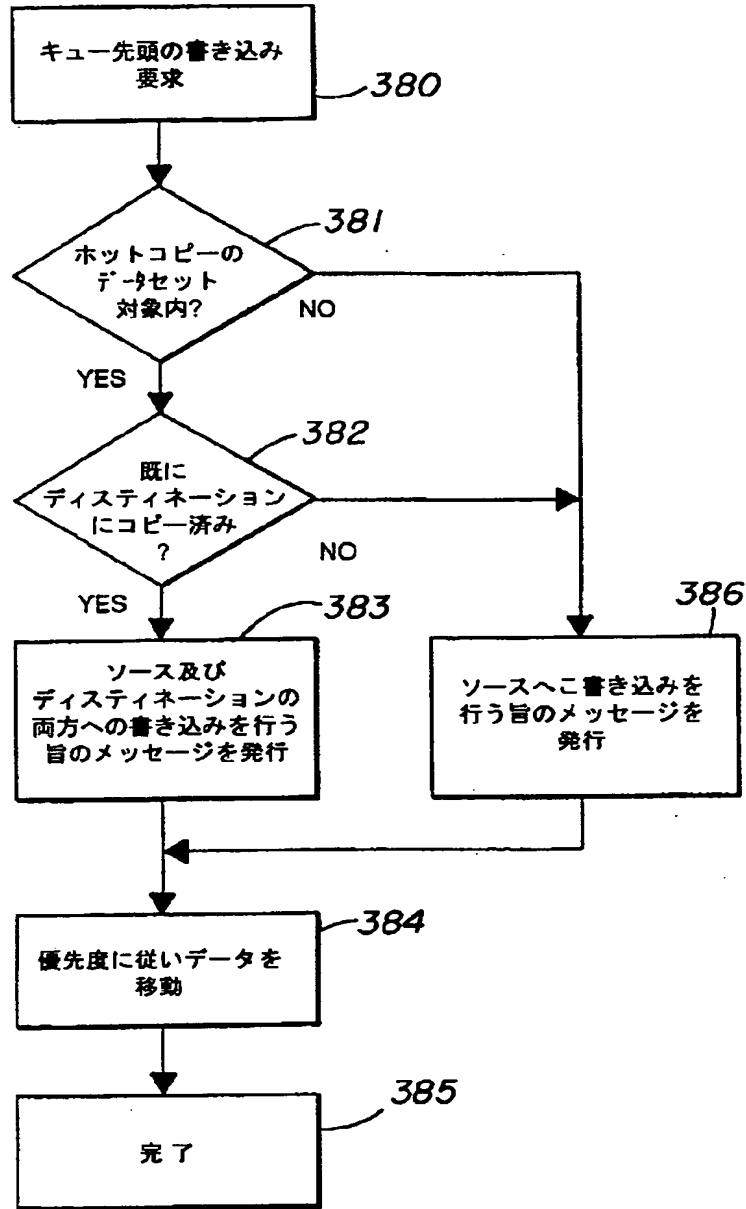 キュー先頭の書き込み
要求
380
381
ホットコピーの
データセット
対象内?
NO
YES
382
既に
ディスティネーション
にコピー済み
?
NO
YES
383
ソース及び
ディスティネーションの
両方への書き込みを行う
旨のメッセージを発行
386
ソースへこ書き込みを
行う旨のメッセージを
発行
384
優先度に従いデータを
移動
385
完了